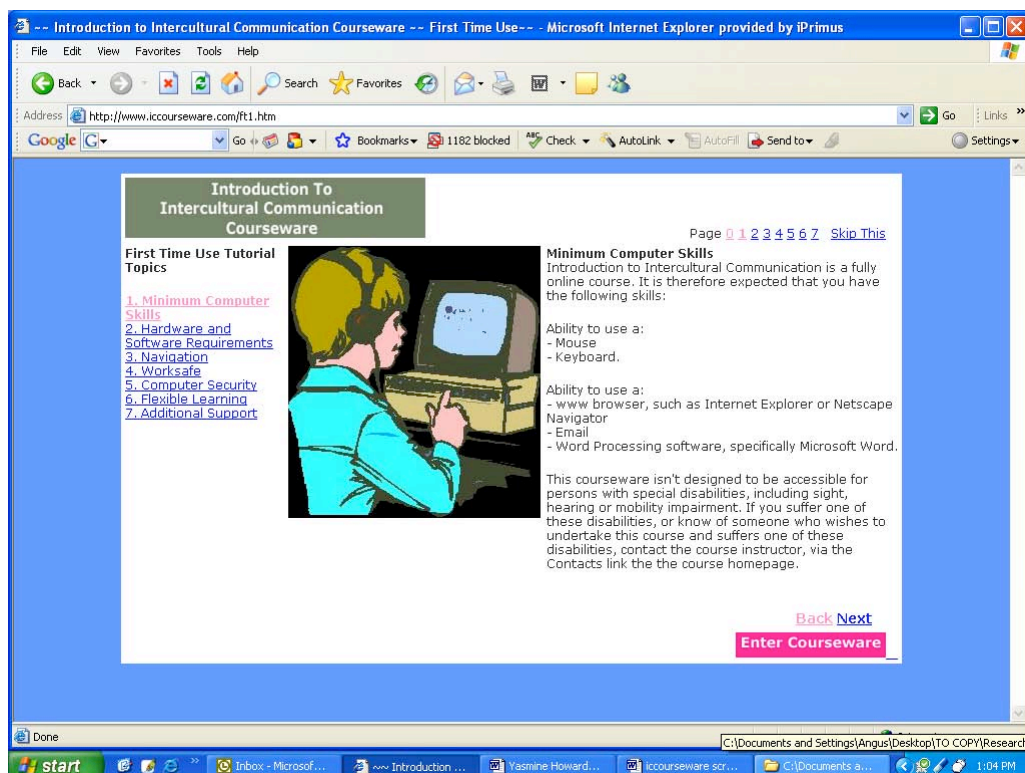 ~~ Introduction to Intercultural Communication Courseware ~~ First Time Use~~ - Microsoft Internet Explorer provided by iPrimus
File Edit View Favorites Tools Help
Back Search Favorites
Address http://www.iccourseware.com/ft1.htm Go Links »
Google G Go Bookmarks 1182 blocked ABC Check AutoLink AutoFill Send to Settings
Introduction To
Intercultural Communication
Courseware
Page 0 1 2 3 4 5 6 7 Skip This
First Time Use Tutorial
Topics
1. Minimum Computer
Skills
2. Hardware and
Software Requirements
3. Navigation
4. Worksafe
5. Computer Security
6. Flexible Learning
7. Additional Support
Minimum Computer Skills
Introduction to Intercultural Communication is a fully
online course. It is therefore expected that you have
the following skills:
Ability to use a:
- Mouse
- Keyboard.
Ability to use a:
- www browser, such as Internet Explorer or Netscape
Navigator
- Email
- Word Processing software, specifically Microsoft Word.
This courseware isn't designed to be accessible for
persons with special disabilities, including sight,
hearing or mobility impairment. If you suffer one of
these disabilities, or know of someone who wishes to
undertake this course and suffers one of these
disabilities, contact the course instructor, via the
Contacts link the the course homepage.
Back Next
Enter Courseware
Done
C:\Documents and Settings\Angus\Desktop\TO COPY\Research
start » Inbox - Microsof... ~~ Introduction ... Yasmine Howard... iccourseware scr... C:\Documents a... 1:04 PM